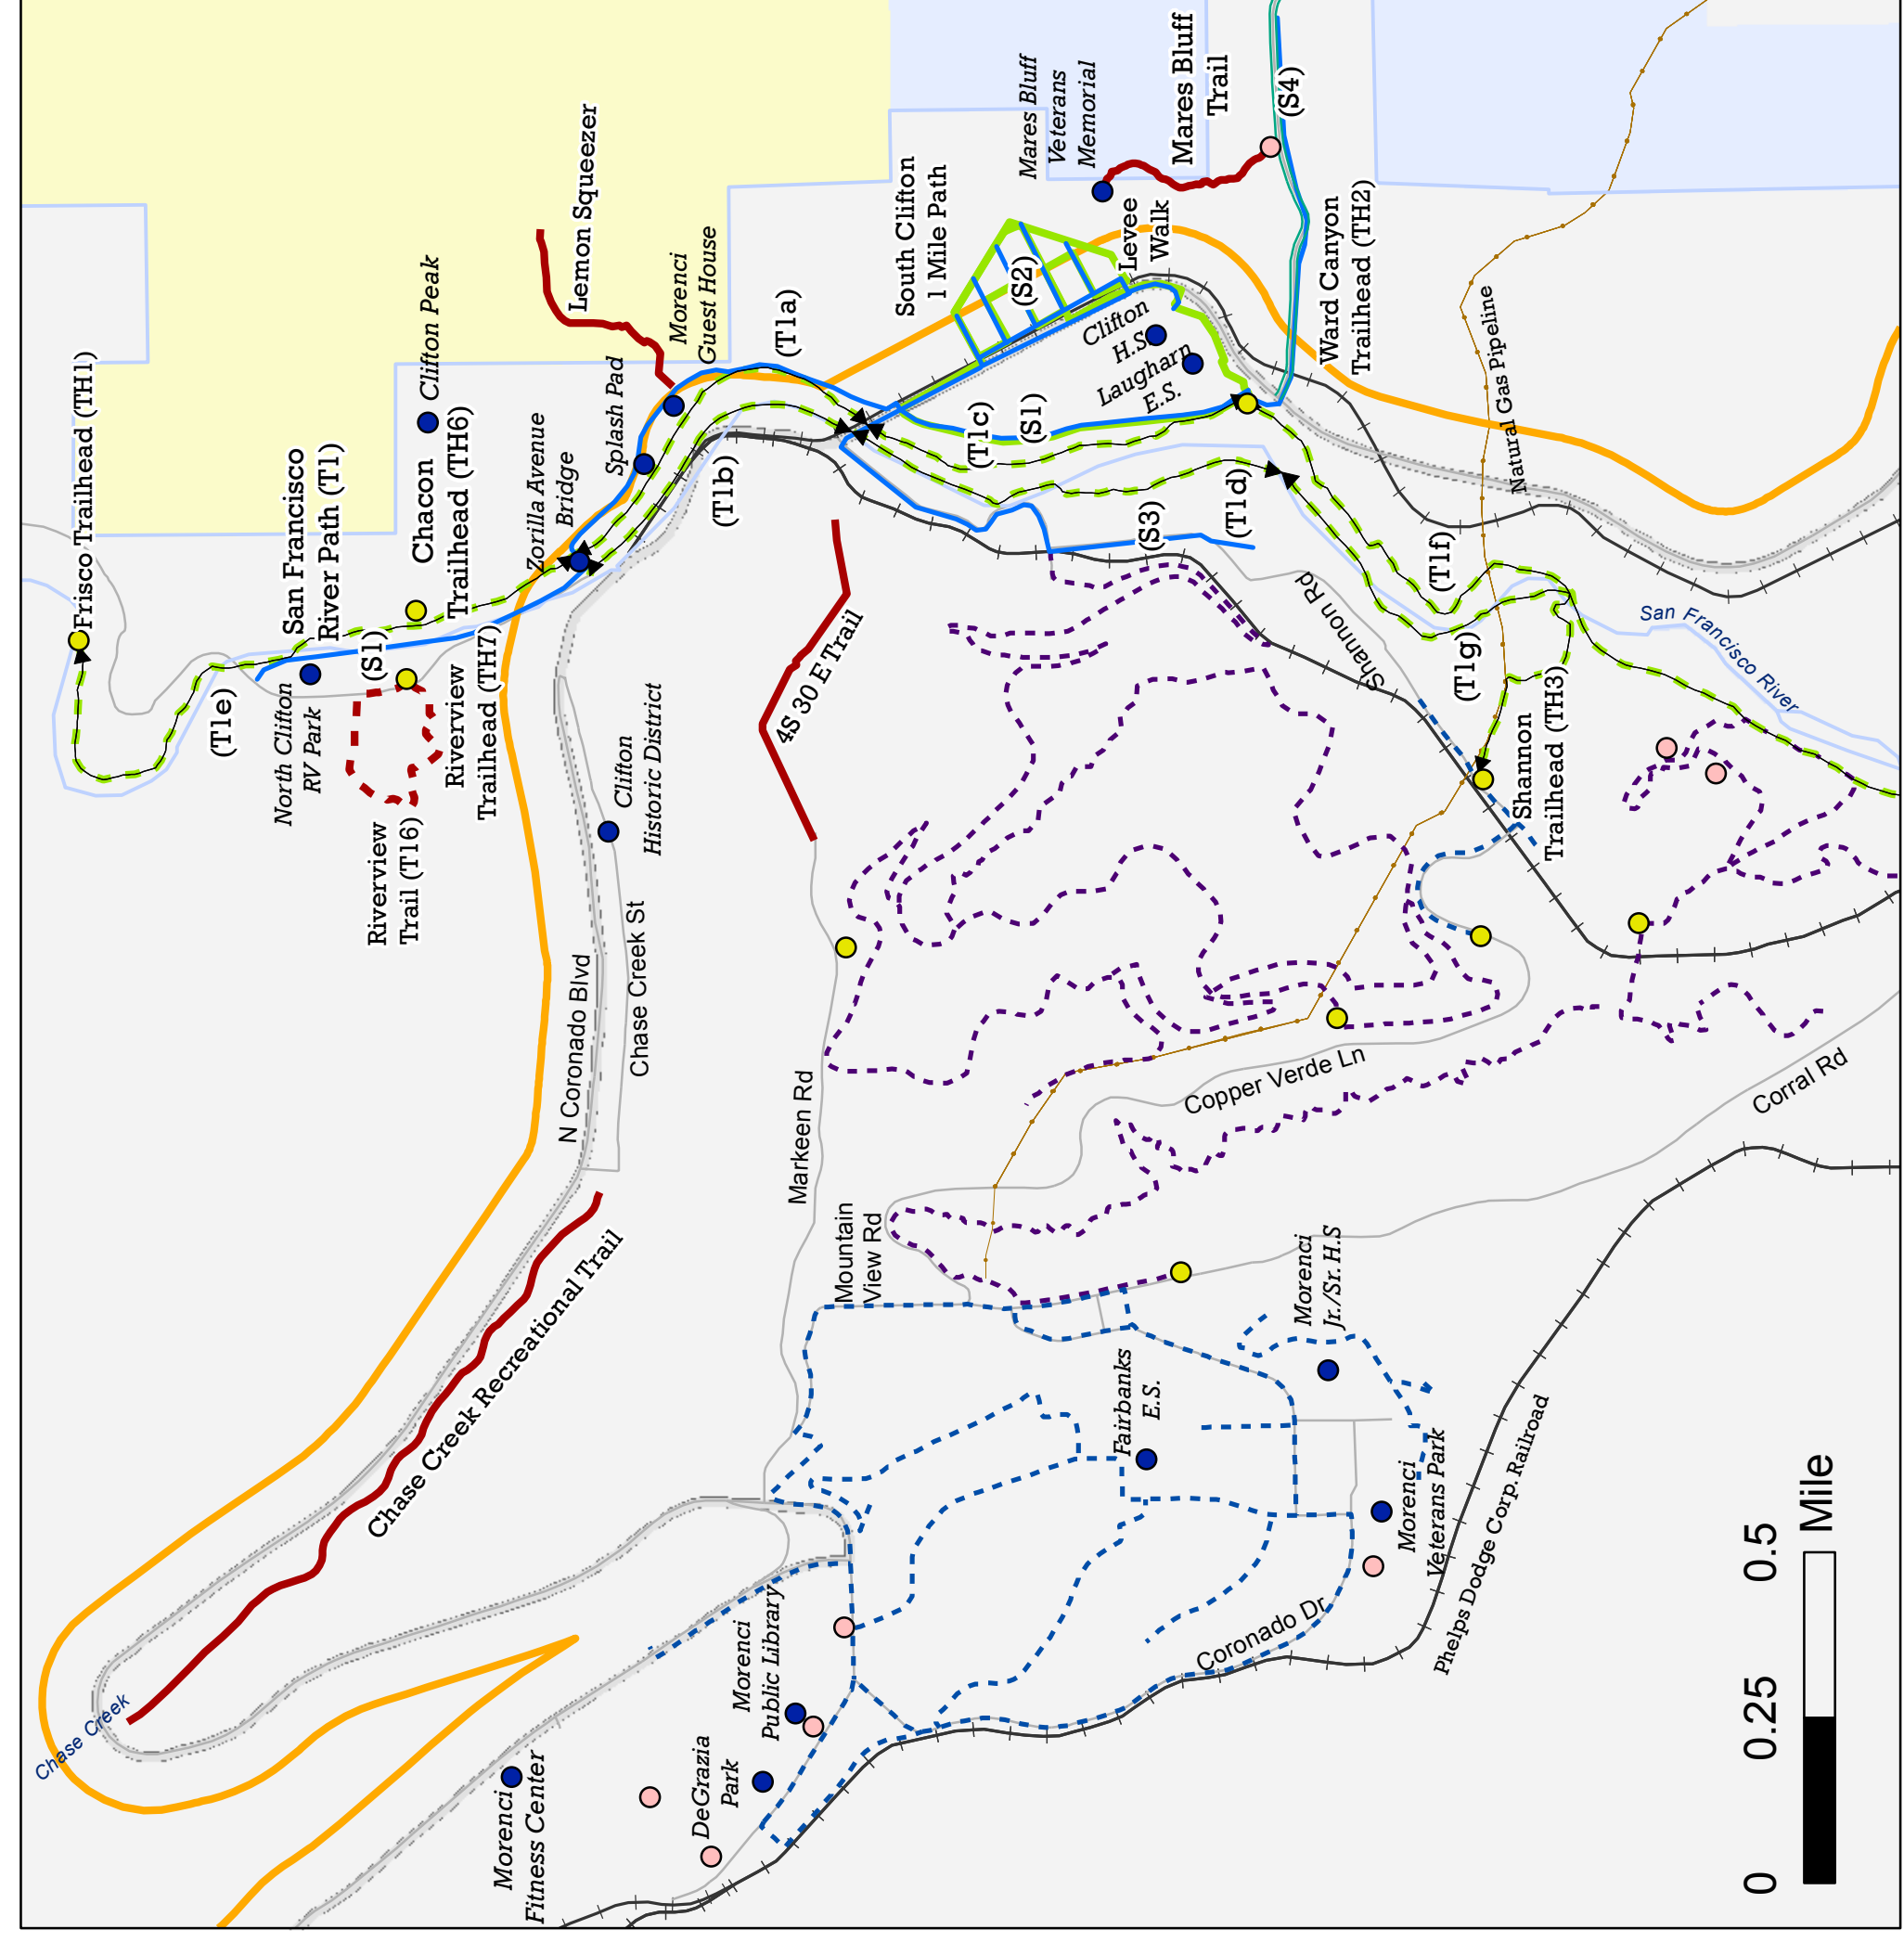 Frisco Trailhead (TH1)
San Francisco
River Path (T1)
Chacon
Trailhead (TH6)
Clifton Peak
Zorilla Avenue
Bridge
Splash Pad
Lemon Squeezer
Morenci
Guest House
(T1a)
(T1b)
South Clifton
1 Mile Path
(S2)
Mares Bluff
Veterans
Memorial
Levee
Walk
Mares Bluff
Trail
(S4)
Ward Canyon
Trailhead (TH2)
Clifton
H.S.
Laugharn
E.S.
Natural Gas Pipeline
(T1c)
(S1)
(S3)
(T1d)
(T1f)
(T1g)
Shannon Rd
San Francisco River
Shannon
Trailhead (TH3)
(T1e)
(S1)
North Clifton
RV Park
Riverview
Trailhead (TH7)
Riverview
Trail (T16)
Clifton
Historic District
4S 30 E Trail
N Coronado Blvd
Chase Creek St
Markeen Rd
Mountain
View Rd
Copper Verde Ln
Corral Rd
Chase Creek Recreational Trail
Chase Creek
Morenci
Jr./Sr. H.S
Fairbanks
E.S.
Morenci
Veterans Park
Phelps Dodge Corp. Railroad
Coronado Dr
Morenci
Public Library
DeGrazia
Park
Morenci
Fitness Center
0 0.25 0.5
Mile